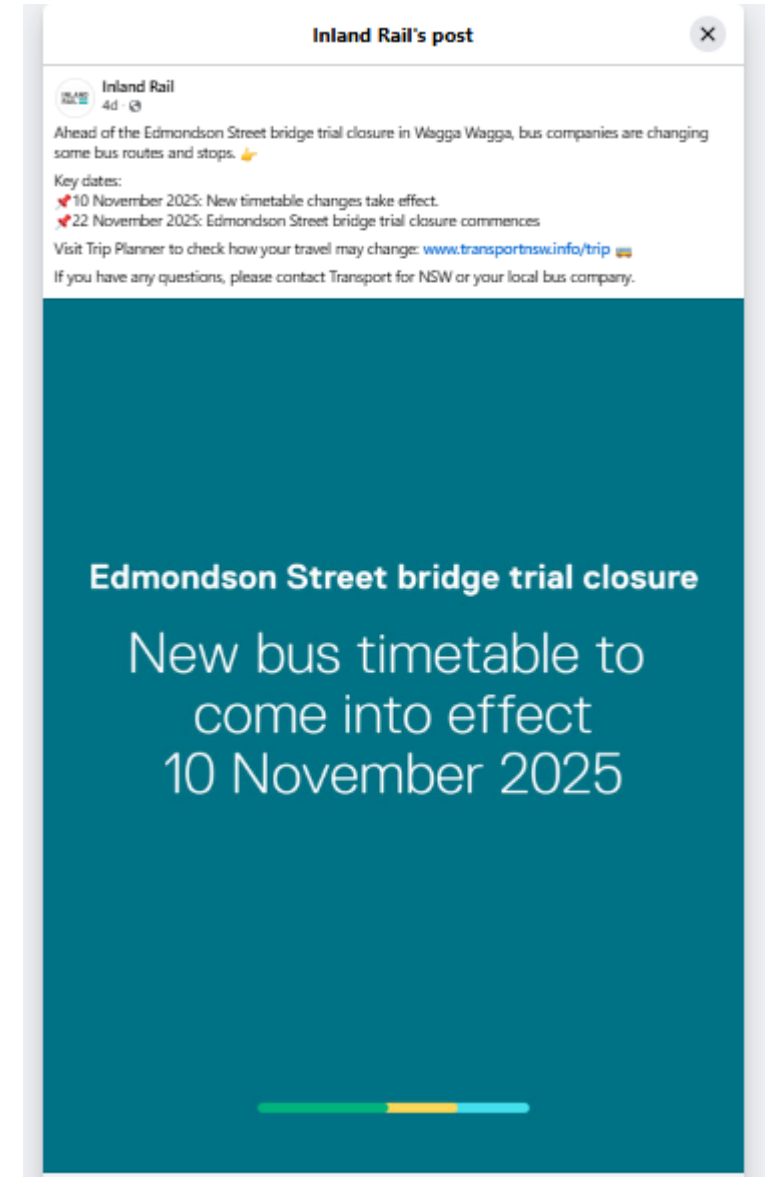 Inland Rail's post
Inland Rail
4d ·
Ahead of the Edmondson Street bridge trial closure in Wagga Wagga, bus companies are changing
some bus routes and stops. 👉
Key dates:
📌10 November 2025: New timetable changes take effect.
📌22 November 2025: Edmondson Street bridge trial closure commences
Visit Trip Planner to check how your travel may change: www.transportnsw.info/trip 🚌
If you have any questions, please contact Transport for NSW or your local bus company.
Edmondson Street bridge trial closure
New bus timetable to
come into effect
10 November 2025